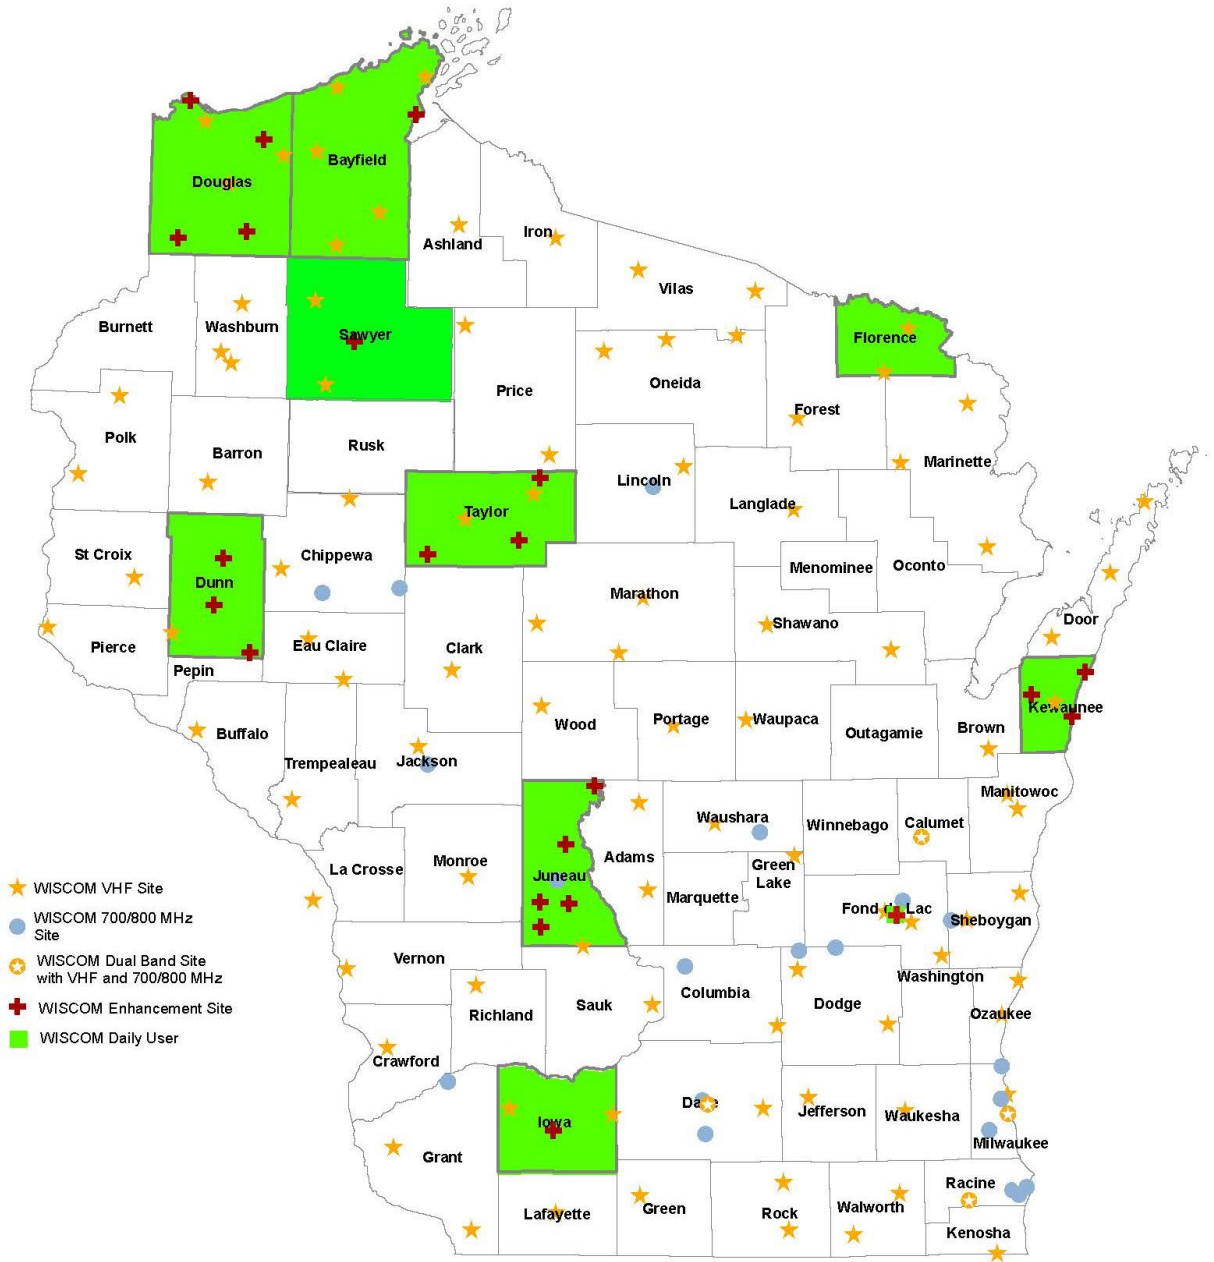 Bayfield
Douglas
Iron
Ashland
Vilas
Burnett
Washburn
Sawyer
Florence
Oneida
Price
Forest
Polk
Rusk
Barron
Marinette
Lincoln
Langlade
Taylor
St Croix
Chippewa
Menominee
Oconto
Dunn
Marathon
Door
Shawano
Pierce
Eau Claire
Clark
Pepin
Kewaunee
Portage
Waupaca
Wood
Brown
Outagamie
Buffalo
Jackson
Trempealeau
Manitowoc
Waushara
Calumet
Winnebago
Adams
Monroe
Green
Lake
La Crosse
Juneau
Marquette
Fond du Lac
Sheboygan
Vernon
Washington
Columbia
Dodge
Sauk
Richland
Ozaukee
Crawford
Dane
Jefferson
Waukesha
Iowa
Milwaukee
Grant
Racine
Walworth
Green
Rock
Lafayette
Kenosha
WISCOM VHF Site
WISCOM 700/800 MHz
Site
WISCOM Dual Band Site
with VHF and 700/800 MHz
WISCOM Enhancement Site
WISCOM Daily User